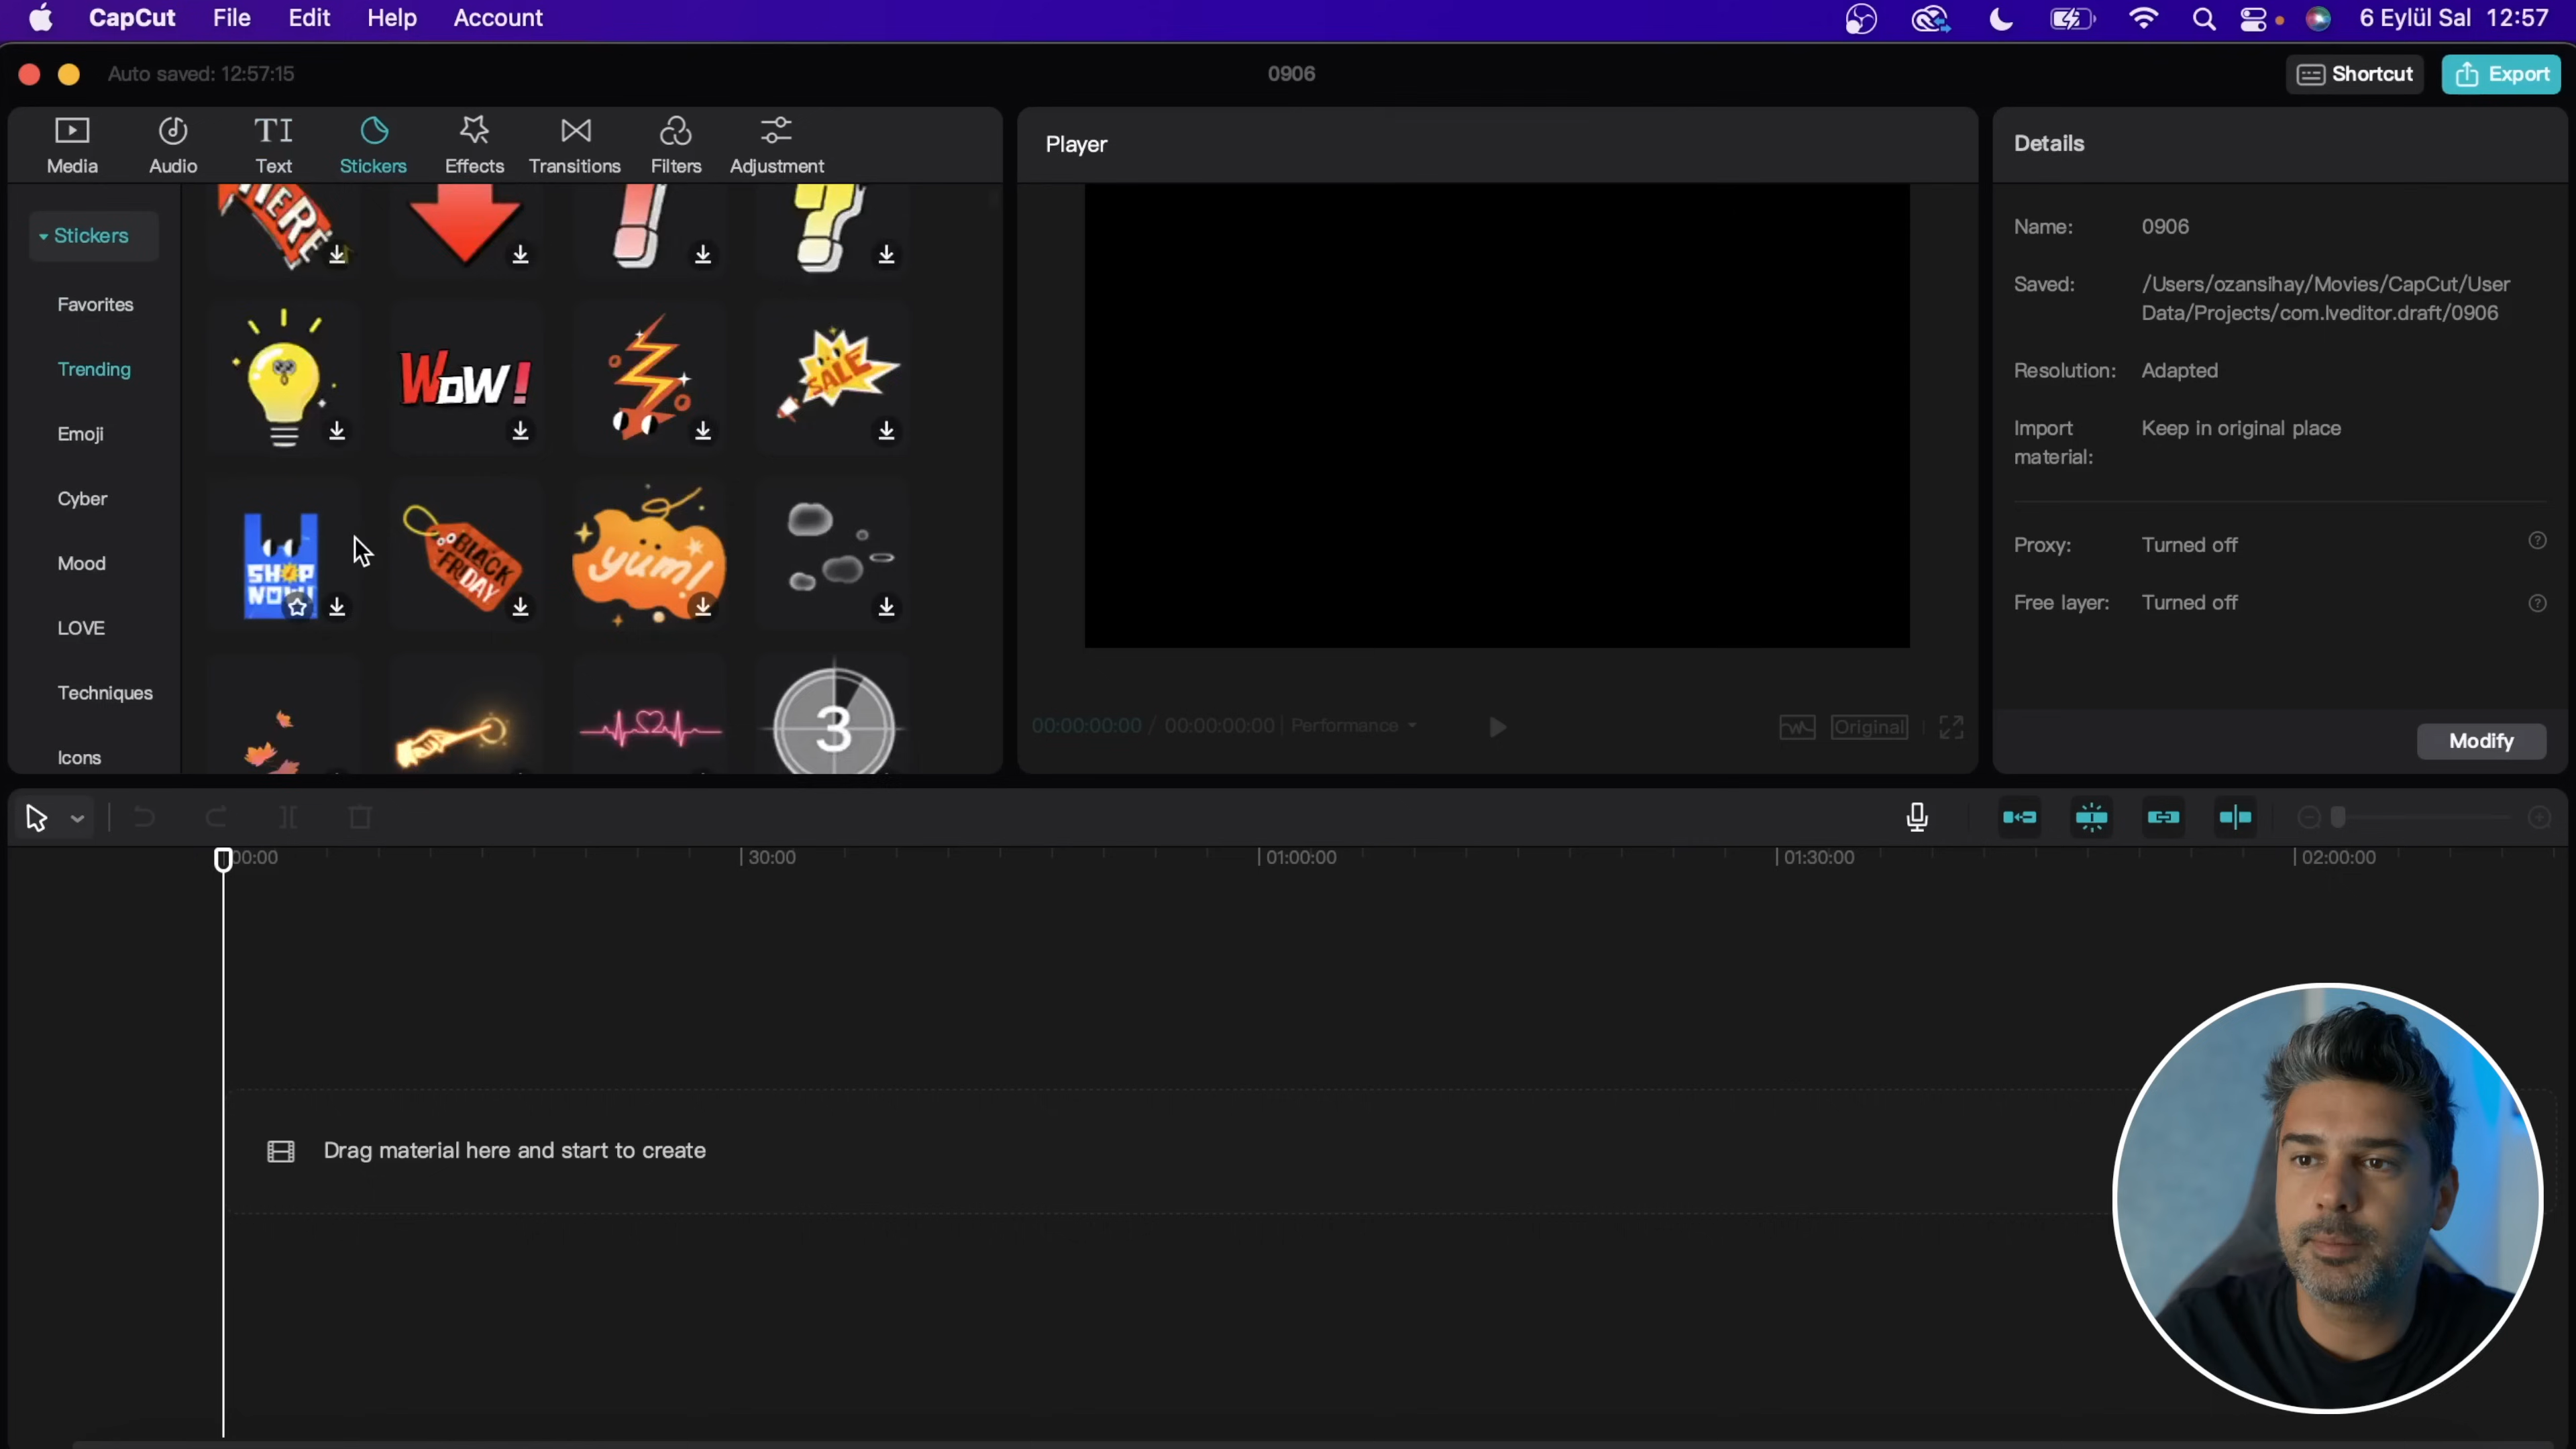 CapCut File Edit Help Account 6 Eylül Sal 12:57
Auto saved: 12:57:15 0906 Shortcut Export
Media Audio Text Stickers Effects Transitions Filters Adjustment
Player
Details
Stickers
Favorites
Trending
Emoji
Cyber
Mood
LOVE
Techniques
Icons
HERE
WOW!
SALE
SHOP
NOW!
BLACK
FRIDAY
yum!
3
00:00:00:00 / 00:00:00:00 Performance Original
Name: 0906
Saved: /Users/ozansihay/Movies/CapCut/User
Data/Projects/com.lveditor.draft/0906
Resolution: Adapted
Import Keep in original place
material:
Proxy: Turned off
Free layer: Turned off
Modify
00:00 30:00 01:00:00 01:30:00 02:00:00
Drag material here and start to create